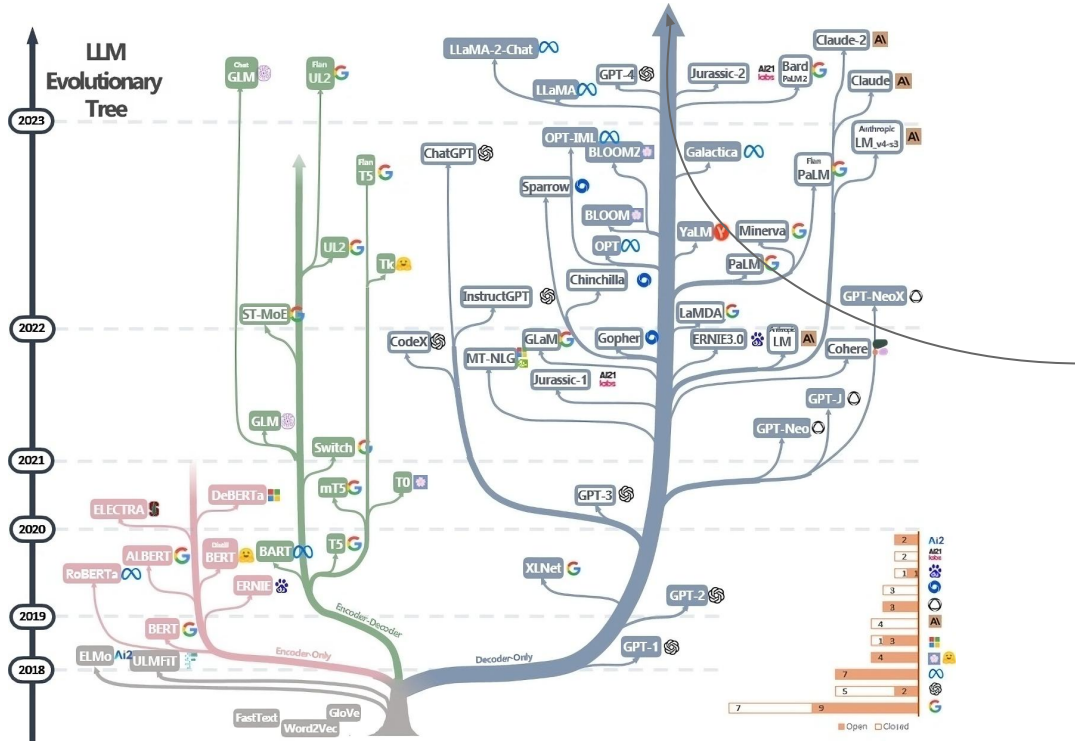 LLM
Evolutionary
Tree
2023
2022
2021
2020
2019
2018
Chat
GLM
Flan
UL2
Flan
T5
UL2
Tk
ST-MoE
GLM
Switch
mT5
T0
DeBERTa
ELECTRA
ALBERT
Distill
BERT
BART
T5
RoBERTa
ERNIE
BERT
ELMo
Ai2
ULMFiT
FastText
Word2Vec
GloVe
Encoder-Only
Encoder-Decoder
Decoder-Only
LLaMA-2-Chat
LLaMA
GPT-4
Jurassic-2
AI21
labs
Bard
PaLM2
Claude-2
A\
Claude
A\
Anthropic
LM_v4-s3
A\
ChatGPT
OPT-IML
BLOOMZ
Galactica
Flan
PaLM
Sparrow
BLOOM
OPT
YaLM
Y
Minerva
PaLM
Chinchilla
InstructGPT
GPT-NeoX
LaMDA
CodeX
GLaM
Gopher
ERNIE3.0
Anthropic
LM
A\
Cohere
MT-NLG
Jurassic-1
AI21
labs
GPT-J
GPT-Neo
GPT-3
XLNet
GPT-2
GPT-1
2
Ai2
2
AI21
labs
1 1
3
3
4
A\
1 3
4
7
5 2
7 9
Open Closed